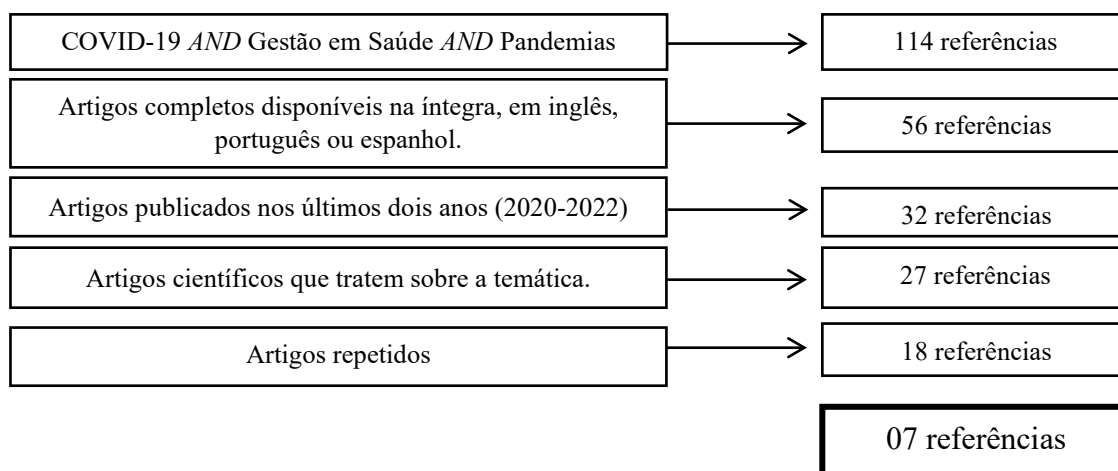 COVID-19 AND Gestão em Saúde AND Pandemias
114 referências
Artigos completos disponíveis na íntegra, em inglês,
português ou espanhol.
56 referências
Artigos publicados nos últimos dois anos (2020-2022)
32 referências
Artigos científicos que tratem sobre a temática.
27 referências
Artigos repetidos
18 referências
07 referências